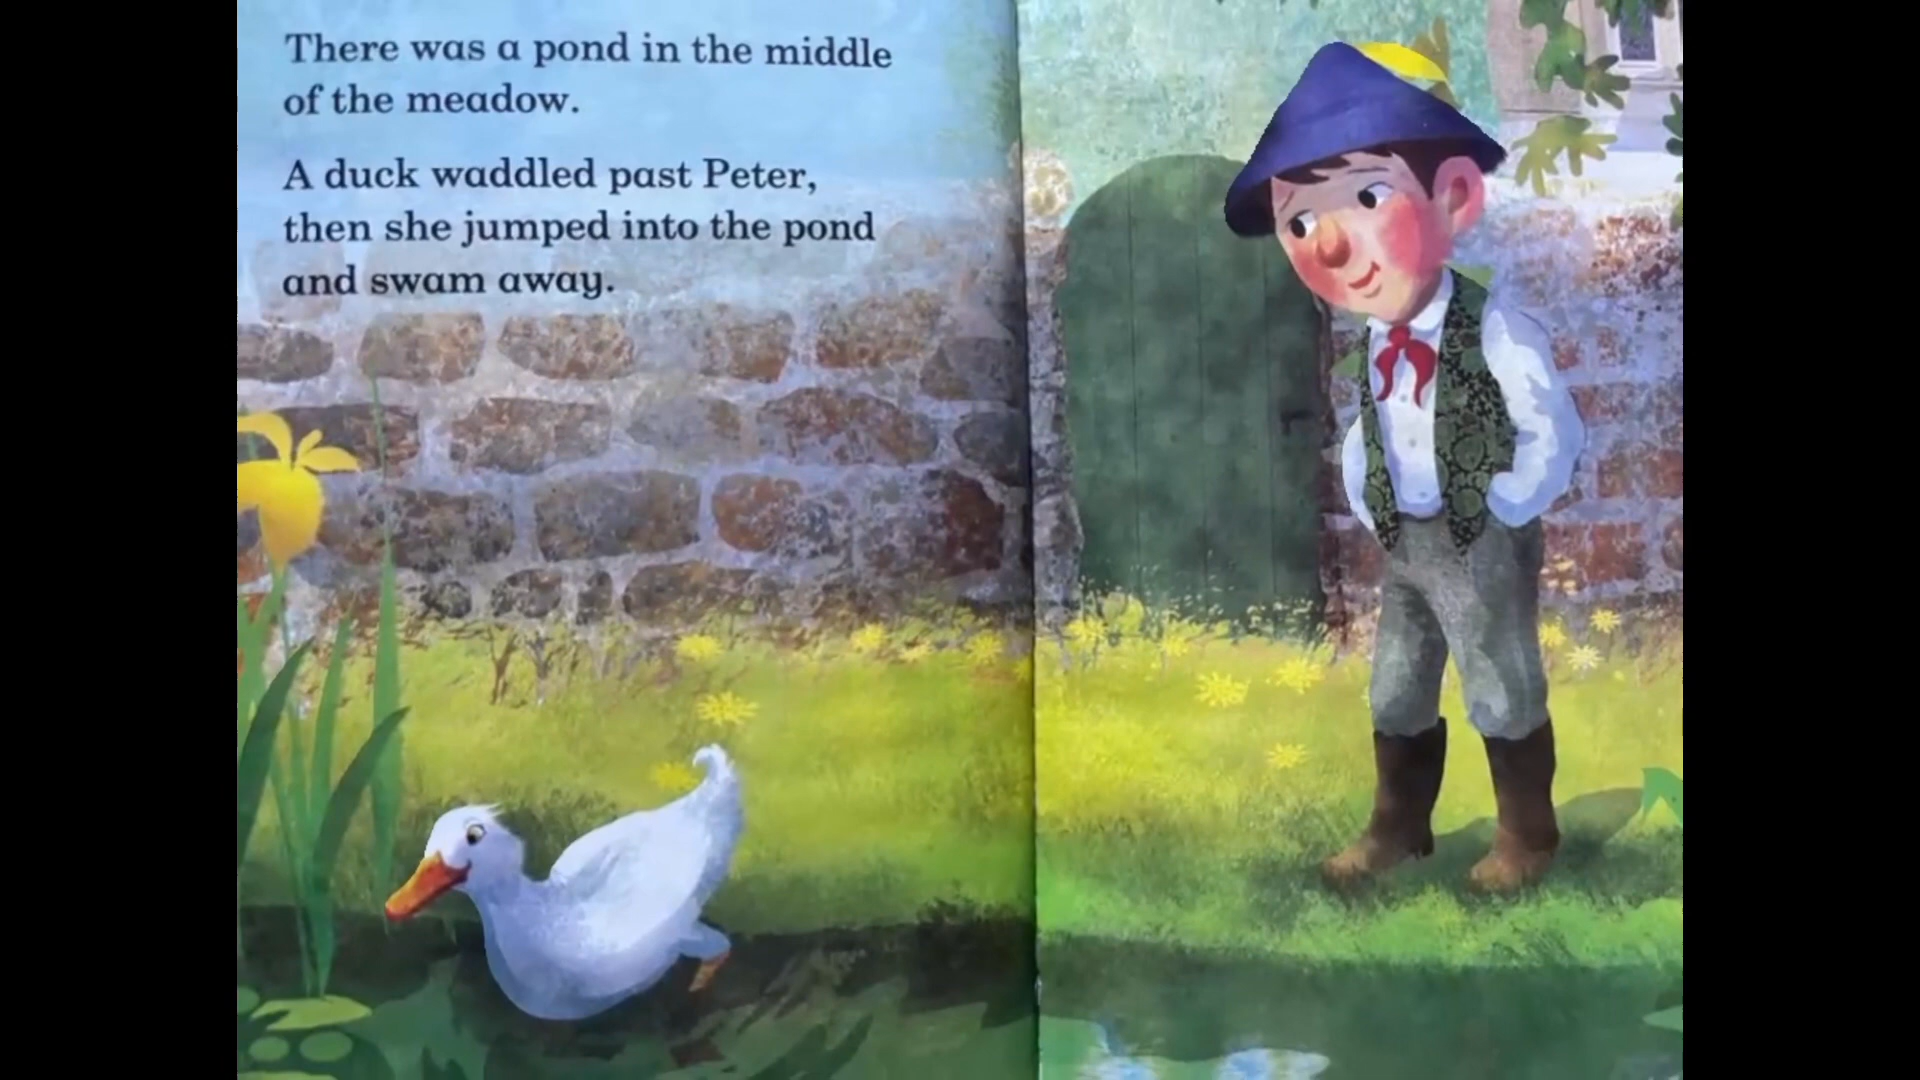 There was a pond in the middle
of the meadow.
A duck waddled past Peter,
then she jumped into the pond
and swam away.